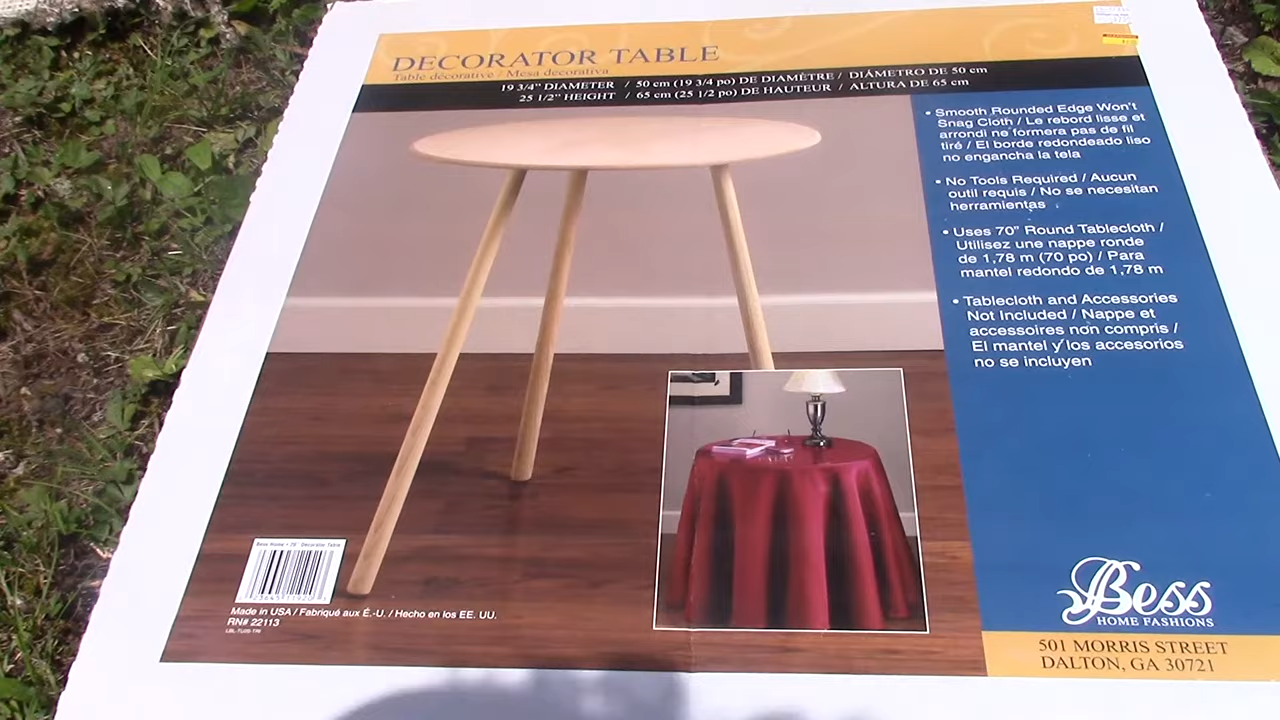 DECORATOR TABLE
Table décorative / Mesa decorativa
19 3/4" DIAMETER / 50 cm (19 3/4 po) DE DIAMÈTRE / DIÁMETRO DE 50 cm
25 1/2" HEIGHT / 65 cm (25 1/2 po) DE HAUTEUR / ALTURA DE 65 cm
• Smooth Rounded Edge Won't
Snag Cloth / Le rebord lisse et
arrondi ne formera pas de fil
tiré / El borde redondeado liso
no engancha la tela
• No Tools Required / Aucun
outil requis / No se necesitan
herramientas
• Uses 70" Round Tablecloth /
Utilisez une nappe ronde
de 1,78 m (70 po) / Para
mantel redondo de 1,78 m
• Tablecloth and Accessories
Not Included / Nappe et
accessoires non compris /
El mantel y los accesorios
no se incluyen
Bess Home • 70" Decorator Table
Made in USA / Fabriqué aux É.-U. / Hecho en los EE. UU.
RN# 22113
Bess
HOME FASHIONS
501 MORRIS STREET
DALTON, GA 30721